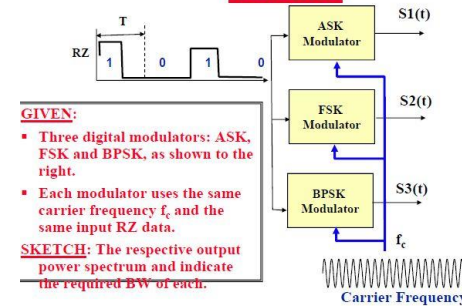 T
RZ
1 0 1 0
ASK
Modulator
S1(t)
FSK
Modulator
S2(t)
BPSK
Modulator
S3(t)
fc
Carrier Frequency
GIVEN:
▪ Three digital modulators: ASK,
FSK and BPSK, as shown to the
right.
▪ Each modulator uses the same
carrier frequency fc and the
same input RZ data.
SKETCH: The respective output
power spectrum and indicate
the required BW of each.